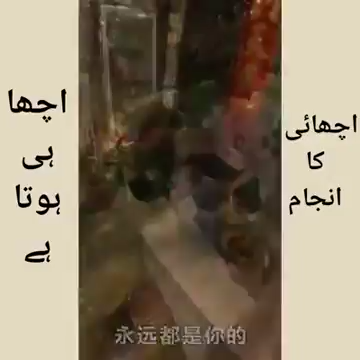 اچھائی
کا
انجام
اچھا
ہی
ہوتا
ہے
永远都是你的